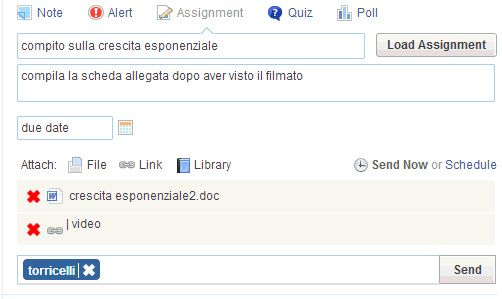 Note Alert Assignment Quiz Poll
compito sulla crescita esponenziale Load Assignment
compila la scheda allegata dopo aver visto il filmato
due date
Attach: File Link Library Send Now or Schedule
crescita esponenziale2.doc
| video
torricelli Send